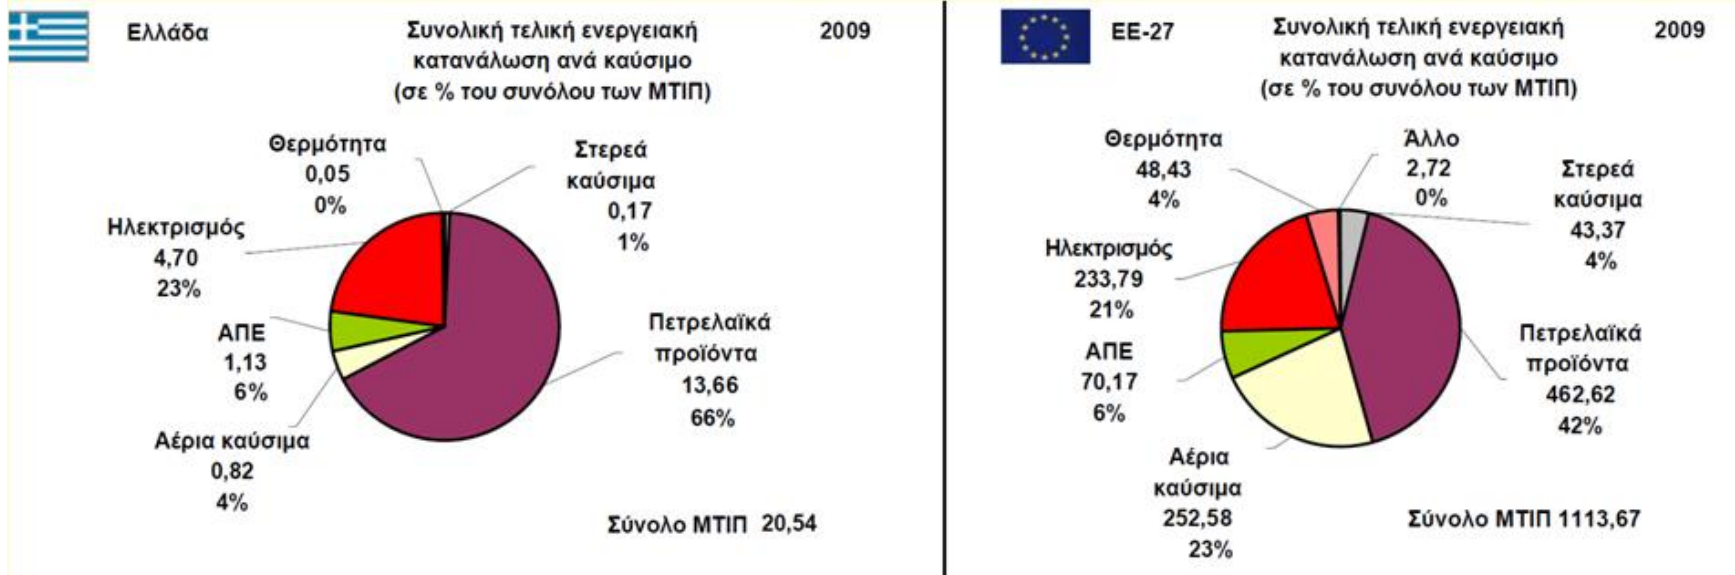 Ελλάδα
Συνολική τελική ενεργειακή
κατανάλωση ανά καύσιμο
(σε % του συνόλου των ΜΤΙΠ)
2009
Θερμότητα
0,05
0%
Στερεά
καύσιμα
0,17
1%
Ηλεκτρισμός
4,70
23%
ΑΠΕ
1,13
6%
Πετρελαϊκά
προϊόντα
13,66
66%
Αέρια καύσιμα
0,82
4%
Σύνολο ΜΤΙΠ 20,54
ΕΕ-27
Συνολική τελική ενεργειακή
κατανάλωση ανά καύσιμο
(σε % του συνόλου των ΜΤΙΠ)
2009
Θερμότητα
48,43
4%
Άλλο
2,72
0%
Στερεά
καύσιμα
43,37
4%
Ηλεκτρισμός
233,79
21%
ΑΠΕ
70,17
6%
Πετρελαϊκά
προϊόντα
462,62
42%
Αέρια
καύσιμα
252,58
23%
Σύνολο ΜΤΙΠ 1113,67